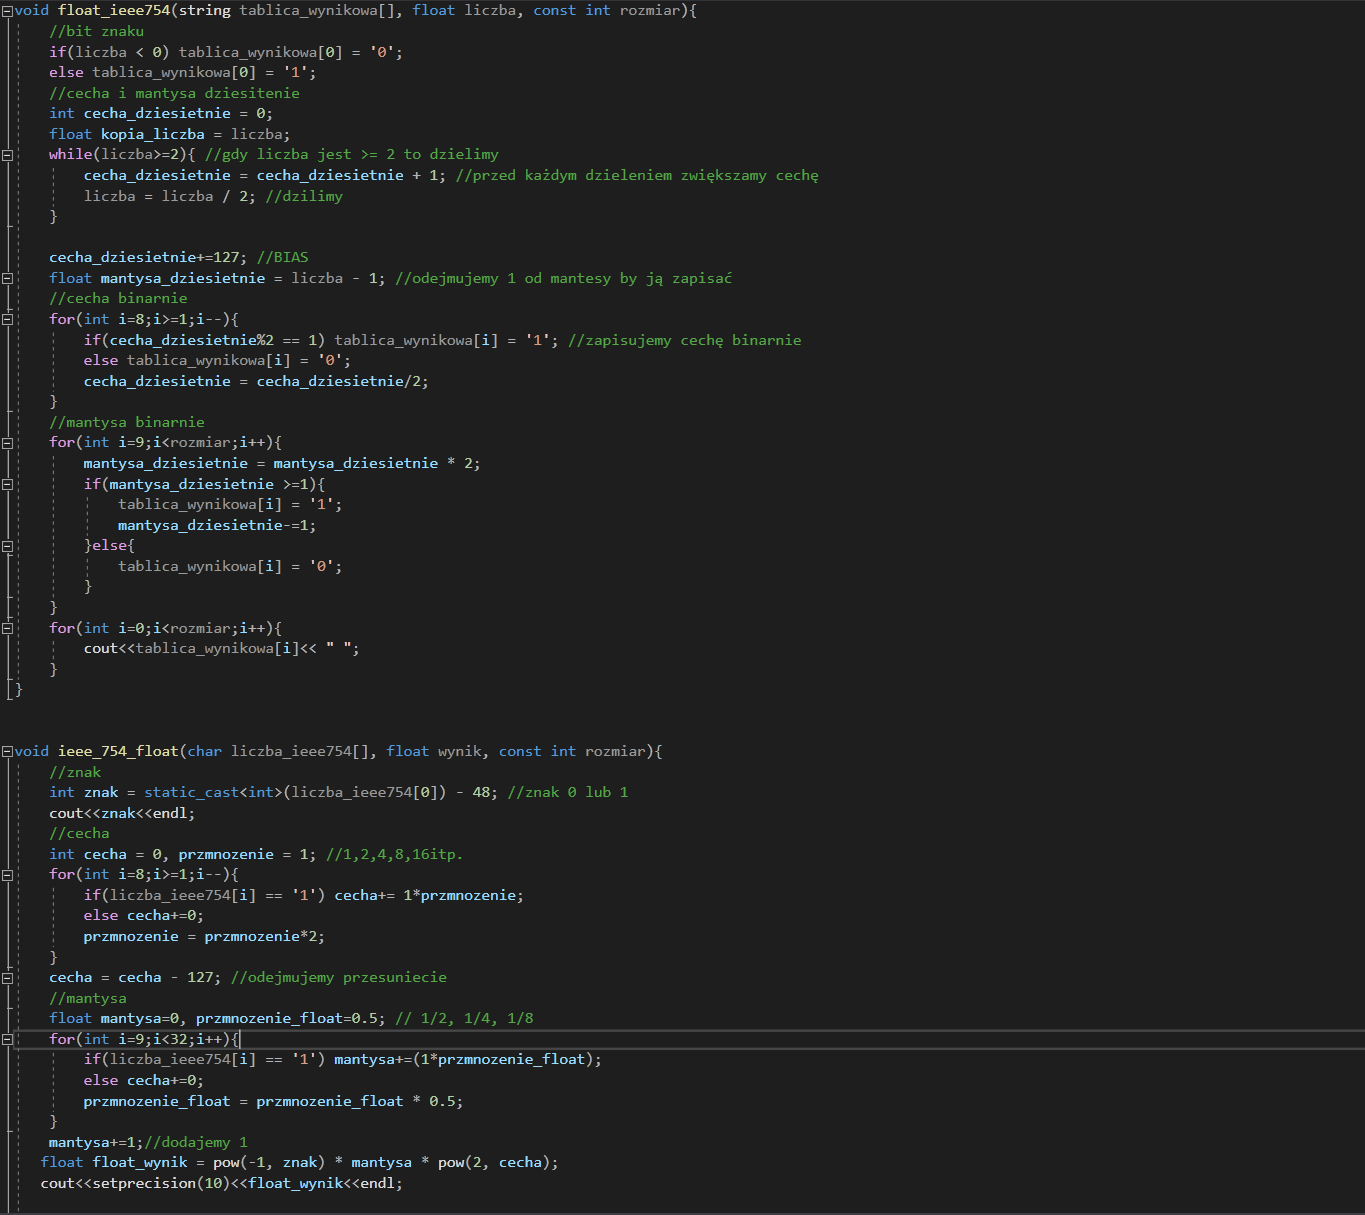 void float_ieee754(string tablica_wynikowa[], float liczba, const int rozmiar){
    //bit znaku
    if(liczba < 0) tablica_wynikowa[0] = '0';
    else tablica_wynikowa[0] = '1';
    //cecha i mantysa dziesitenie
    int cecha_dziesietnie = 0;
    float kopia_liczba = liczba;
    while(liczba>=2){ //gdy liczba jest >= 2 to dzielimy
        cecha_dziesietnie = cecha_dziesietnie + 1; //przed każdym dzieleniem zwiększamy cechę
        liczba = liczba / 2; //dzilimy
    }

    cecha_dziesietnie+=127; //BIAS
    float mantysa_dziesietnie = liczba - 1; //odejmujemy 1 od mantesy by ją zapisać
    //cecha binarnie
    for(int i=8;i>=1;i--){
        if(cecha_dziesietnie%2 == 1) tablica_wynikowa[i] = '1'; //zapisujemy cechę binarnie
        else tablica_wynikowa[i] = '0';
        cecha_dziesietnie = cecha_dziesietnie/2;
    }
    //mantysa binarnie
    for(int i=9;i<rozmiar;i++){
        mantysa_dziesietnie = mantysa_dziesietnie * 2;
        if(mantysa_dziesietnie >=1){
            tablica_wynikowa[i] = '1';
            mantysa_dziesietnie-=1;
        }else{
            tablica_wynikowa[i] = '0';
        }
    }
    for(int i=0;i<rozmiar;i++){
        cout<<tablica_wynikowa[i]<< " ";
    }
}

void ieee_754_float(char liczba_ieee754[], float wynik, const int rozmiar){
    //znak
    int znak = static_cast<int>(liczba_ieee754[0]) - 48; //znak 0 lub 1
    cout<<znak<<endl;
    //cecha
    int cecha = 0, przmnozenie = 1; //1,2,4,8,16itp.
    for(int i=8;i>=1;i--){
        if(liczba_ieee754[i] == '1') cecha+= 1*przmnozenie;
        else cecha+=0;
        przmnozenie = przmnozenie*2;
    }
    cecha = cecha - 127; //odejmujemy przesuniecie
    //mantysa
    float mantysa=0, przmnozenie_float=0.5; // 1/2, 1/4, 1/8
    for(int i=9;i<32;i++){
        if(liczba_ieee754[i] == '1') mantysa+=(1*przmnozenie_float);
        else cecha+=0;
        przmnozenie_float = przmnozenie_float * 0.5;
    }
    mantysa+=1;//dodajemy 1
   float float_wynik = pow(-1, znak) * mantysa * pow(2, cecha);
   cout<<setprecision(10)<<float_wynik<<endl;